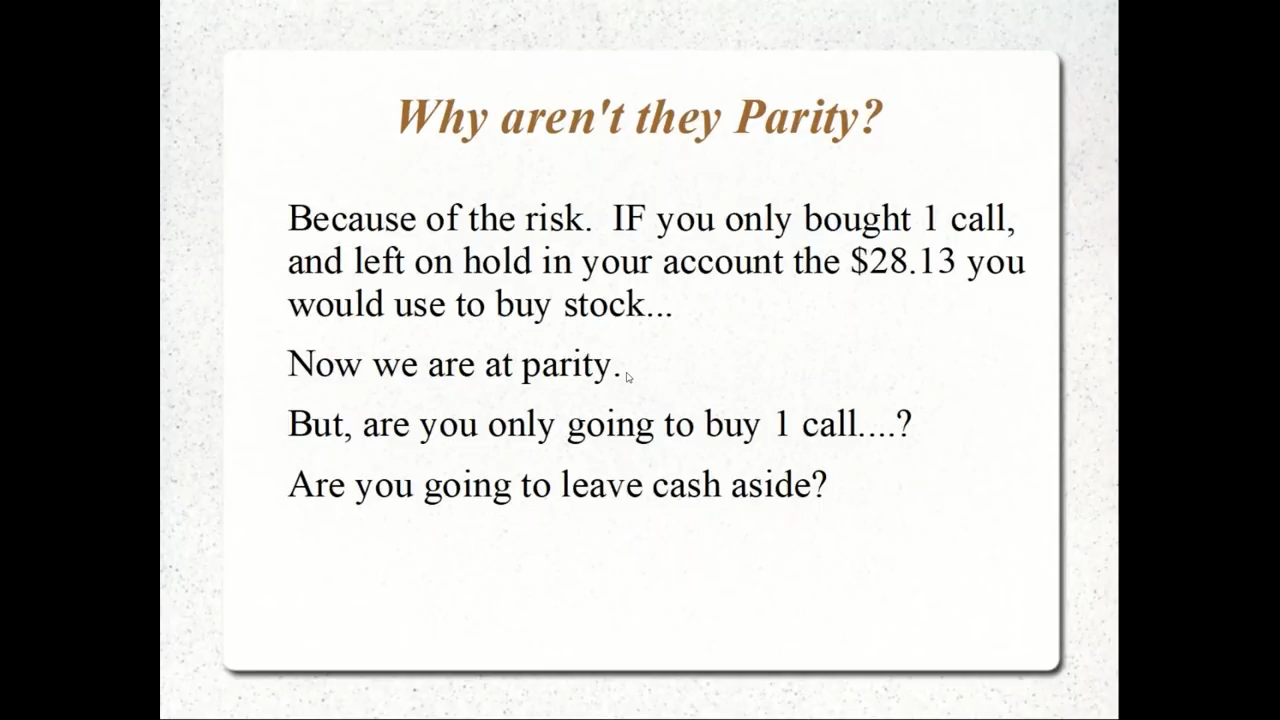 Why aren't they Parity?
Because of the risk.  IF you only bought 1 call,
and left on hold in your account the $28.13 you
would use to buy stock...
Now we are at parity.
But, are you only going to buy 1 call....?
Are you going to leave cash aside?